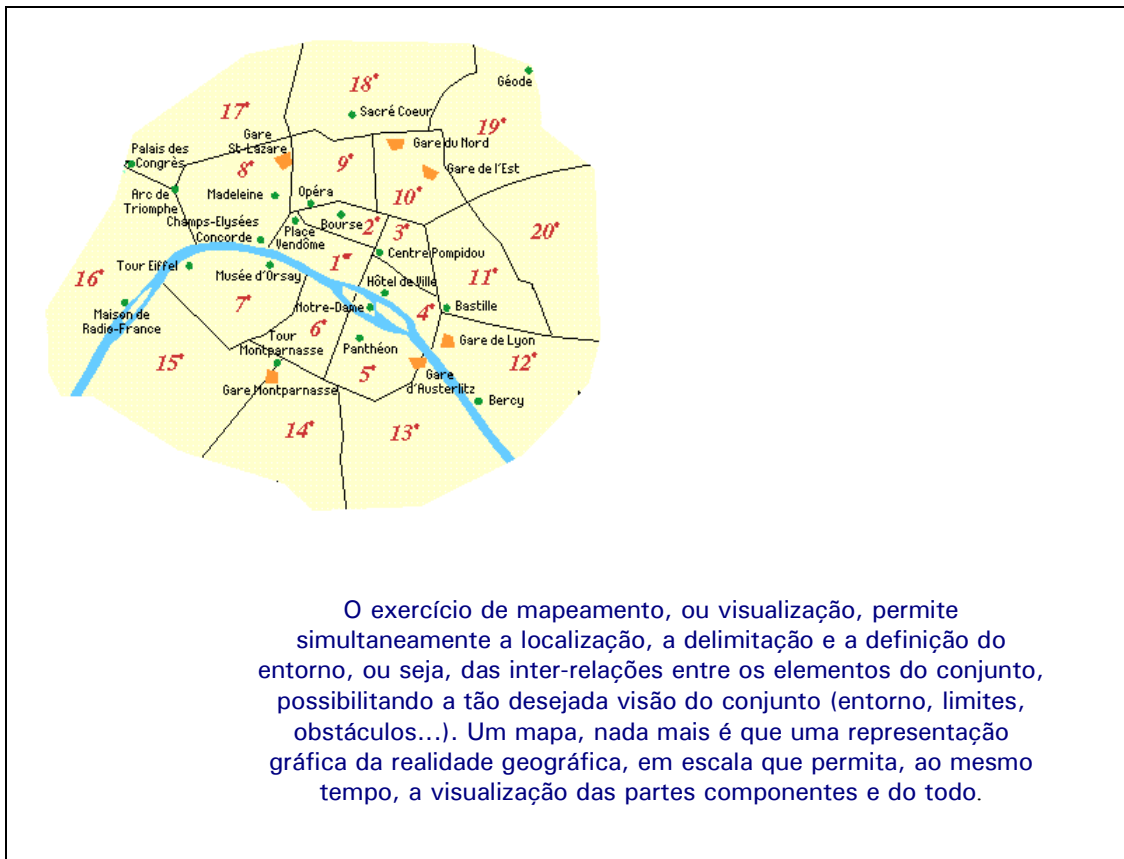 18e
Géode
17e
Sacré Coeur
19e
Gare
St-Lazare
Gare du Nord
Palais des
Congrès
8e
9e
Gare de l'Est
Arc de
Triomphe
Madeleine
Opéra
10e
Champs-Elysées
Concorde
Place
Vendôme
Bourse
2e
3e
20e
Centre Pompidou
16e
Tour Eiffel
Musée d'Orsay
1er
Hôtel de Ville
11e
Maison de
Radio-France
7e
Notre-Dame
4e
Bastille
6e
Tour
Montparnasse
Panthéon
Gare de Lyon
15e
5e
12e
Gare Montparnasse
Gare
d'Austerlitz
Bercy
14e
13e
O exercício de mapeamento, ou visualização, permite
simultaneamente a localização, a delimitação e a definição do
entorno, ou seja, das inter-relações entre os elementos do conjunto,
possibilitando a tão desejada visão do conjunto (entorno, limites,
obstáculos...). Um mapa, nada mais é que uma representação
gráfica da realidade geográfica, em escala que permita, ao mesmo
tempo, a visualização das partes componentes e do todo.